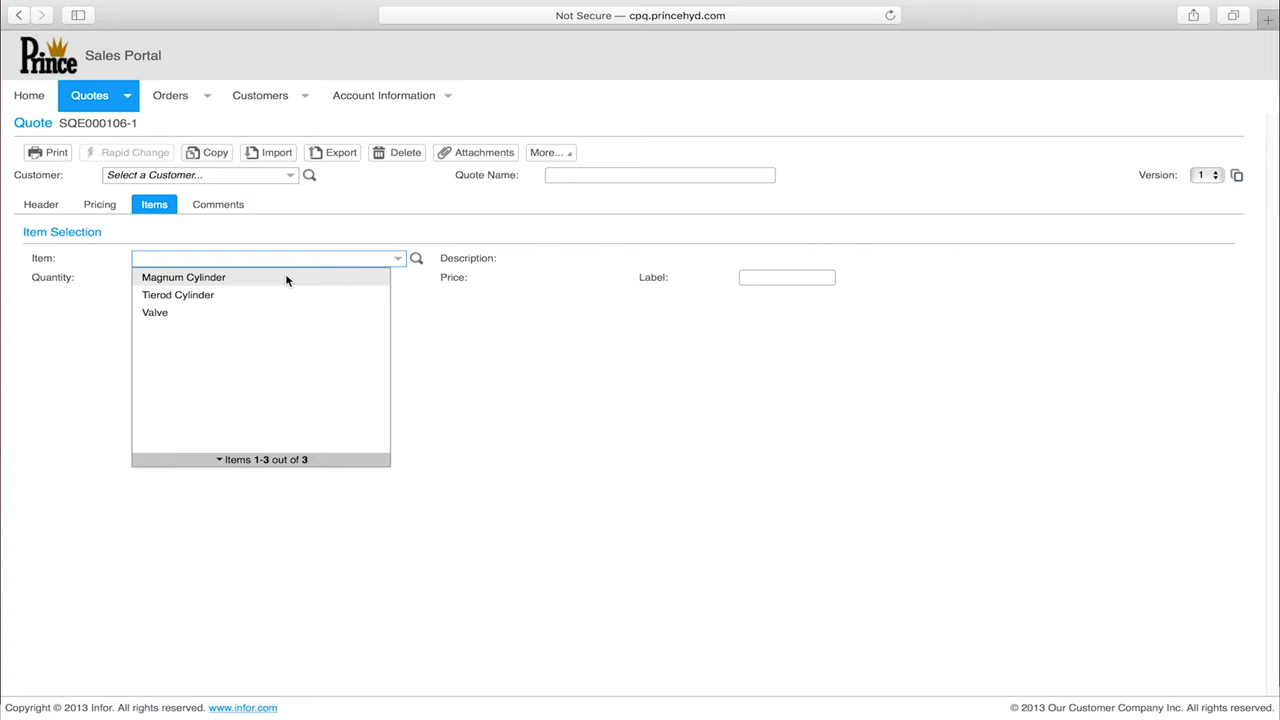 Not Secure — cpq.princehyd.com
Prince Sales Portal
Home Quotes Orders Customers Account Information
Quote SQE000106-1
Print Rapid Change Copy Import Export Delete Attachments More...
Customer: Select a Customer... Quote Name: Version: 1
Header Pricing Items Comments
Item Selection
Item: Description:
Quantity: Magnum Cylinder Price: Label:
Tierod Cylinder
Valve
Items 1-3 out of 3
Copyright © 2013 Infor. All rights reserved. www.infor.com © 2013 Our Customer Company Inc. All rights reserved.